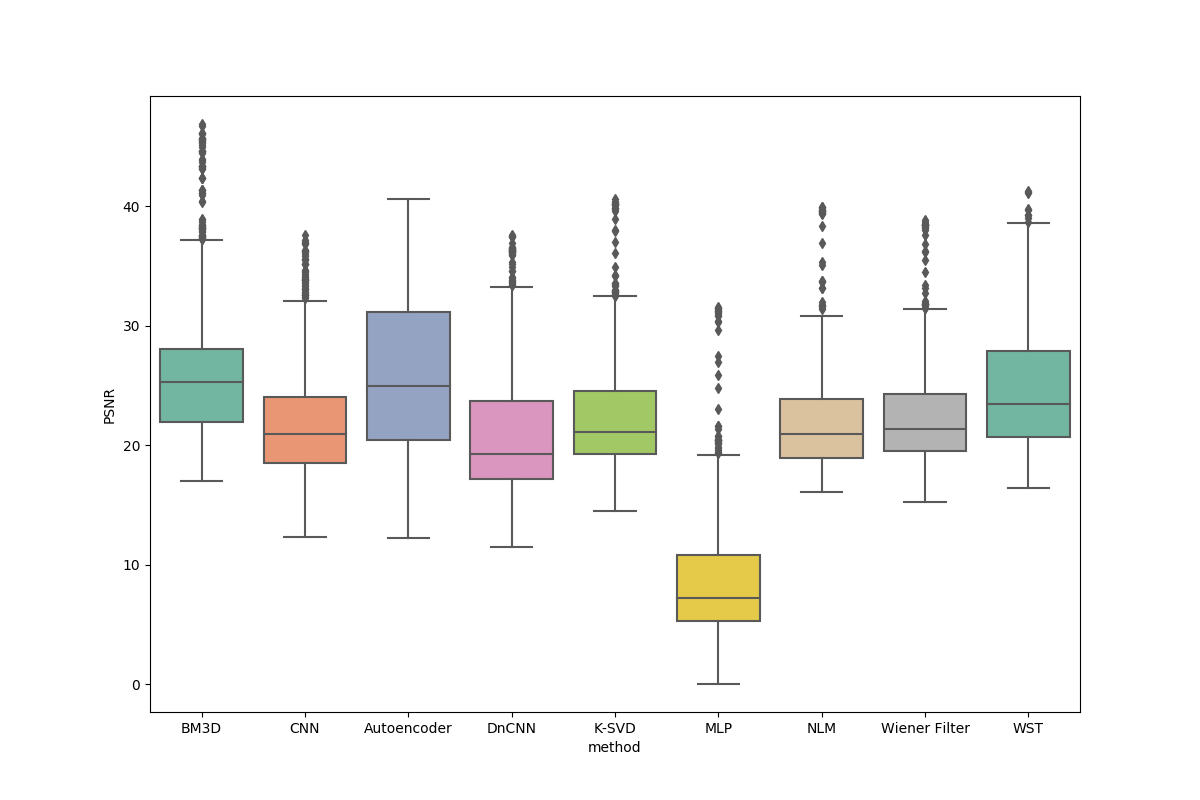 PSNR
40
30
20
10
0
BM3D CNN Autoencoder DnCNN K-SVD MLP NLM Wiener Filter WST
method